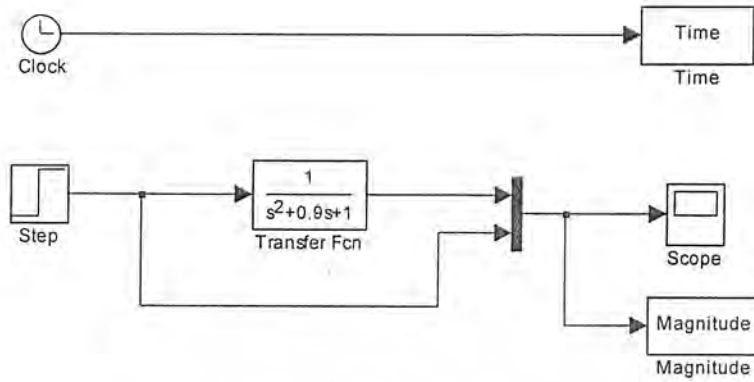 Time
Clock
Time
1
s²+0.9s+1
Step
Transfer Fcn
Scope
Magnitude
Magnitude